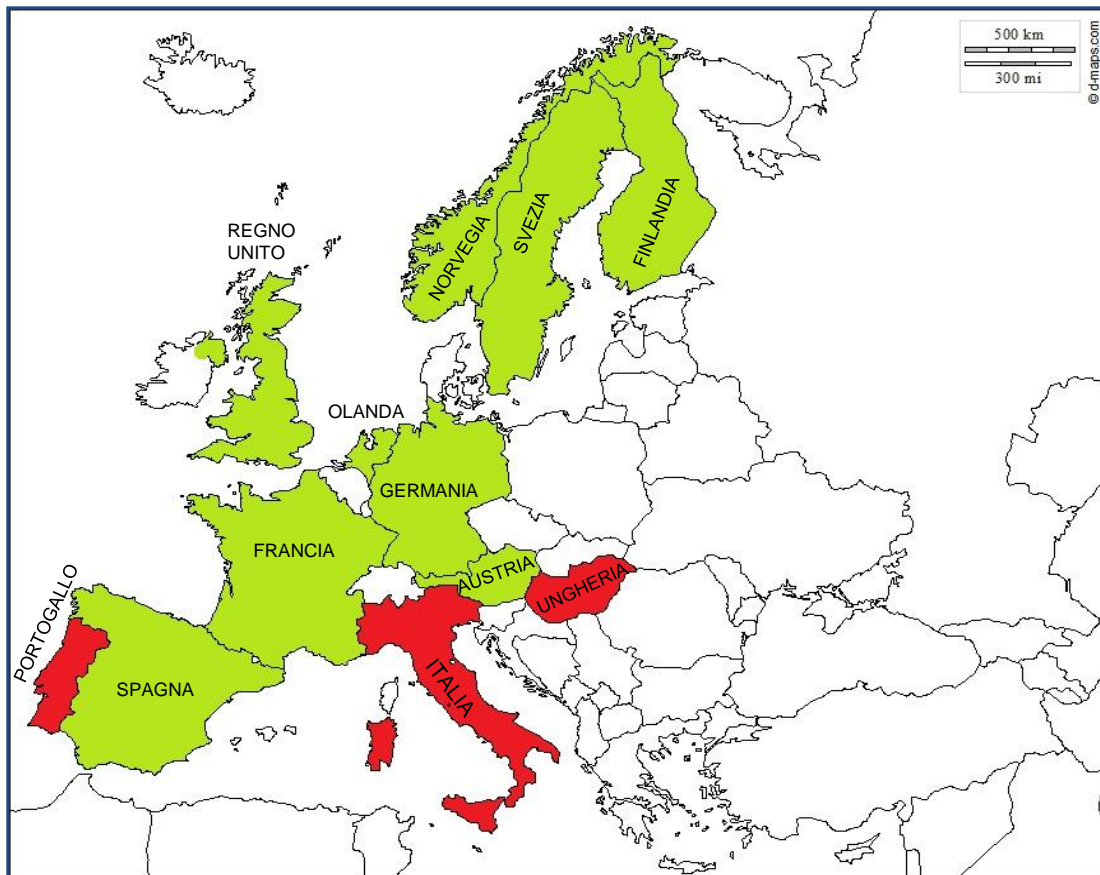 500 km
300 mi
© d-maps.com
REGNO
UNITO
NORVEGIA
SVEZIA
FINLANDIA
OLANDA
GERMANIA
FRANCIA
AUSTRIA
UNGHERIA
PORTOGALLO
SPAGNA
ITALIA